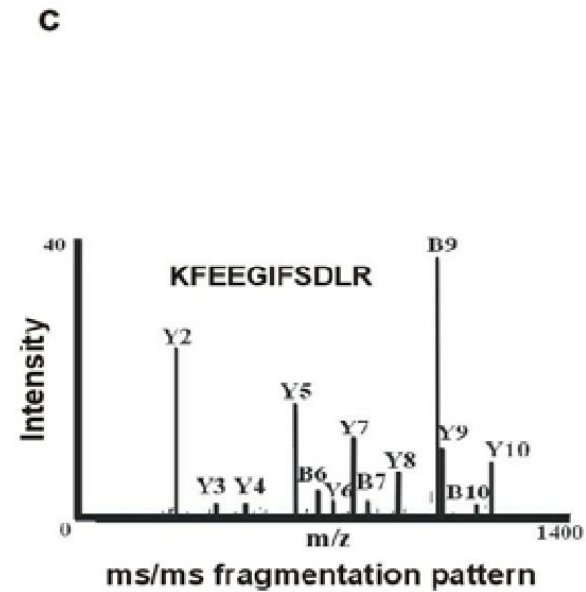 C
40
B9
KFEEGIFSDLR
Y2
Y5
Y7
Y9
Y10
Y8
B6
Y6
B7
Y3 Y4
B10
Intensity
0
m/z
1400
ms/ms fragmentation pattern